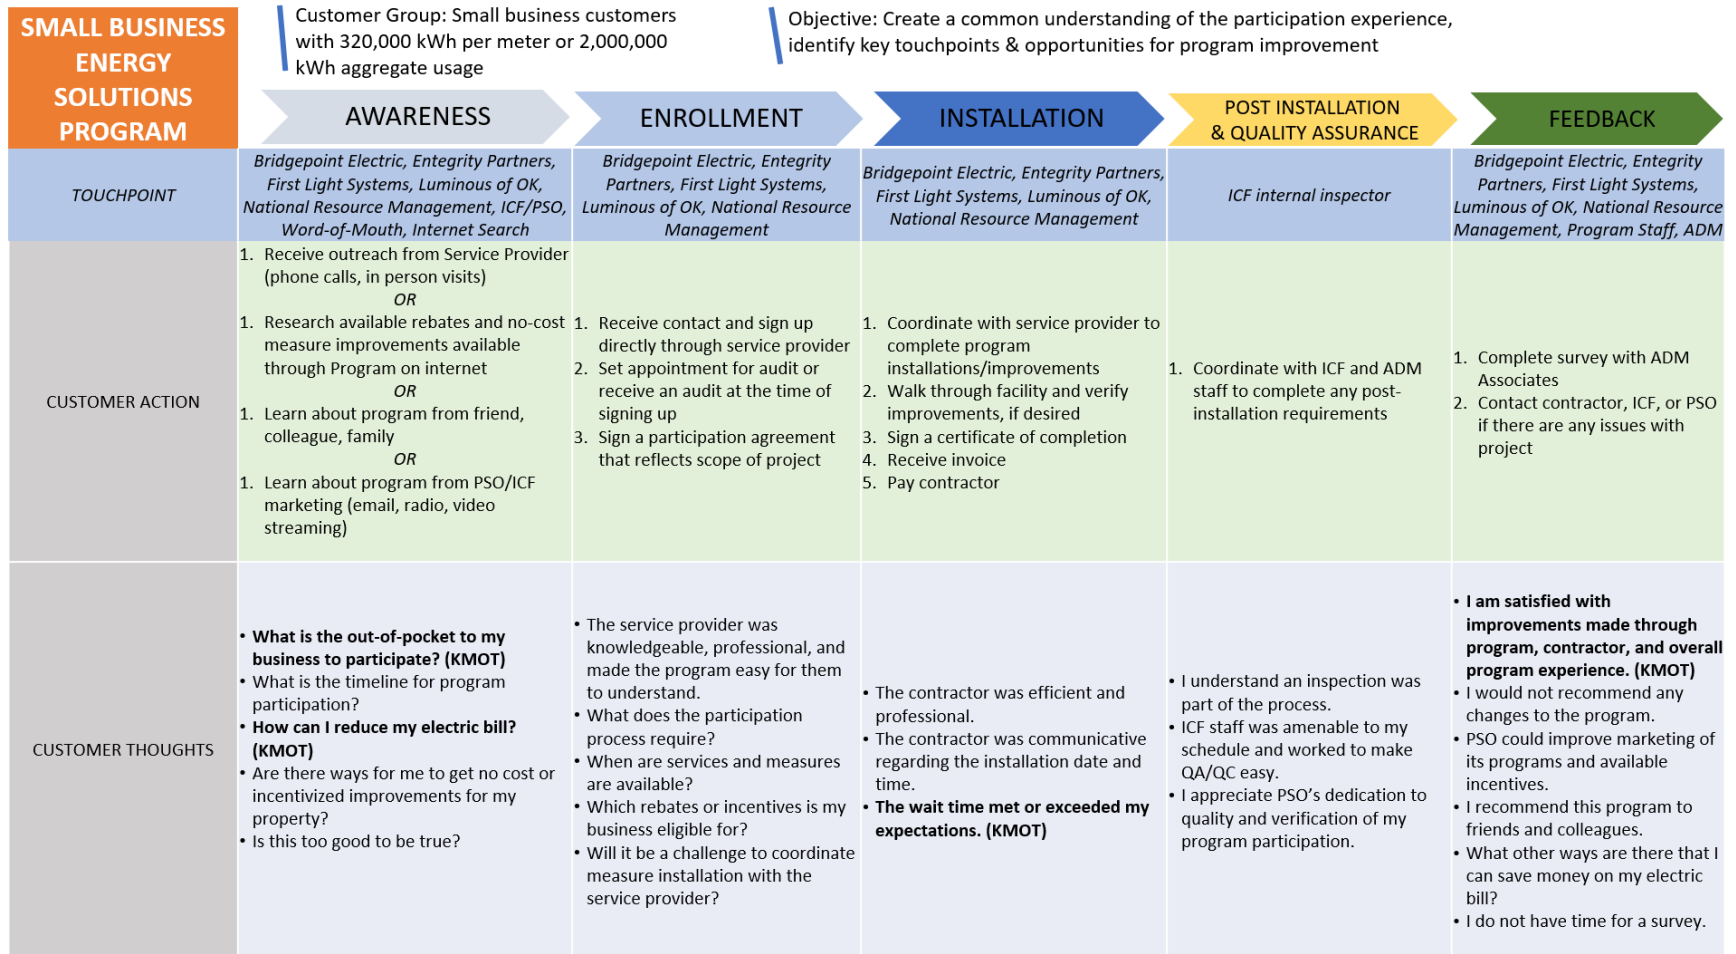 SMALL BUSINESS
ENERGY
SOLUTIONS
PROGRAM
Customer Group: Small business customers
with 320,000 kWh per meter or 2,000,000
kWh aggregate usage
Objective: Create a common understanding of the participation experience,
identify key touchpoints & opportunities for program improvement
AWARENESS
ENROLLMENT
INSTALLATION
POST INSTALLATION
& QUALITY ASSURANCE
FEEDBACK
TOUCHPOINT
Bridgepoint Electric, Entegrity Partners,
First Light Systems, Luminous of OK,
National Resource Management, ICF/PSO,
Word-of-Mouth, Internet Search
Bridgepoint Electric, Entegrity
Partners, First Light Systems,
Luminous of OK, National Resource
Management
Bridgepoint Electric, Entegrity Partners,
First Light Systems, Luminous of OK,
National Resource Management
ICF internal inspector
Bridgepoint Electric, Entegrity
Partners, First Light Systems,
Luminous of OK, National Resource
Management, Program Staff, ADM
CUSTOMER ACTION
1. Receive outreach from Service Provider
(phone calls, in person visits)
OR
1. Research available rebates and no-cost
measure improvements available
through Program on internet
OR
1. Learn about program from friend,
colleague, family
OR
1. Learn about program from PSO/ICF
marketing (email, radio, video
streaming)
1. Receive contact and sign up
directly through service provider
2. Set appointment for audit or
receive an audit at the time of
signing up
3. Sign a participation agreement
that reflects scope of project
1. Coordinate with service provider to
complete program
installations/improvements
2. Walk through facility and verify
improvements, if desired
3. Sign a certificate of completion
4. Receive invoice
5. Pay contractor
1. Coordinate with ICF and ADM
staff to complete any post-
installation requirements
1. Complete survey with ADM
Associates
2. Contact contractor, ICF, or PSO
if there are any issues with
project
CUSTOMER THOUGHTS
• What is the out-of-pocket to my
business to participate? (KMOT)
• What is the timeline for program
participation?
• How can I reduce my electric bill?
(KMOT)
• Are there ways for me to get no cost or
incentivized improvements for my
property?
• Is this too good to be true?
• The service provider was
knowledgeable, professional, and
made the program easy for them
to understand.
• What does the participation
process require?
• When are services and measures
are available?
• Which rebates or incentives is my
business eligible for?
• Will it be a challenge to coordinate
measure installation with the
service provider?
• The contractor was efficient and
professional.
• The contractor was communicative
regarding the installation date and
time.
• The wait time met or exceeded my
expectations. (KMOT)
• I understand an inspection was
part of the process.
• ICF staff was amenable to my
schedule and worked to make
QA/QC easy.
• I appreciate PSO's dedication to
quality and verification of my
program participation.
• I am satisfied with
improvements made through
program, contractor, and overall
program experience. (KMOT)
• I would not recommend any
changes to the program.
• PSO could improve marketing of
its programs and available
incentives.
• I recommend this program to
friends and colleagues.
• What other ways are there that I
can save money on my electric
bill?
• I do not have time for a survey.